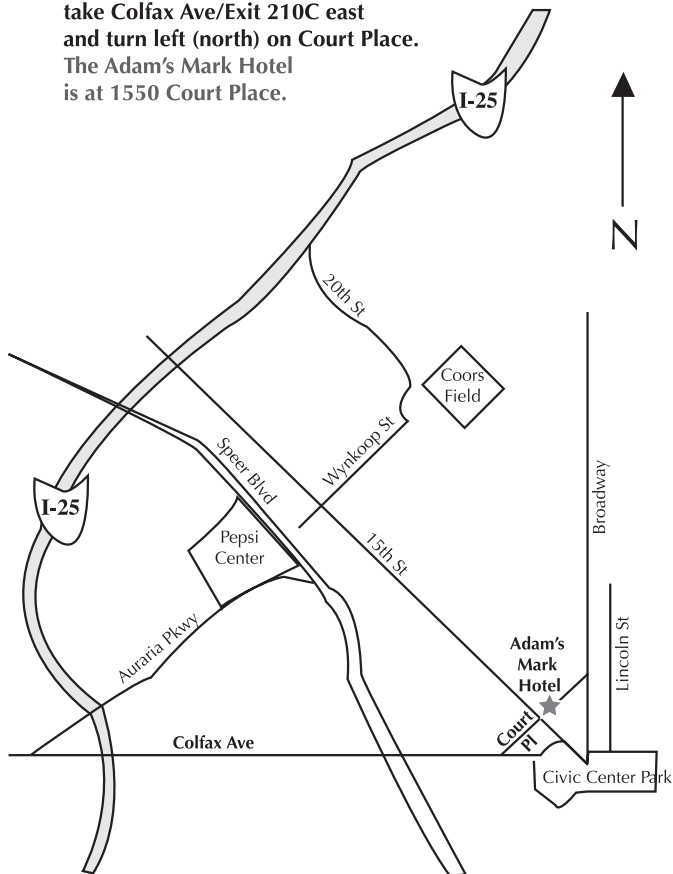 take Colfax Ave/Exit 210C east
and turn left (north) on Court Place.
The Adam's Mark Hotel
is at 1550 Court Place.
I-25
N
20th St
Coors
Field
Wynkoop St
Speer Blvd
I-25
Broadway
Pepsi
Center
15th St
Auraria Pkwy
Lincoln St
Adam's
Mark
Hotel
Court
Pl
Colfax Ave
Civic Center Park